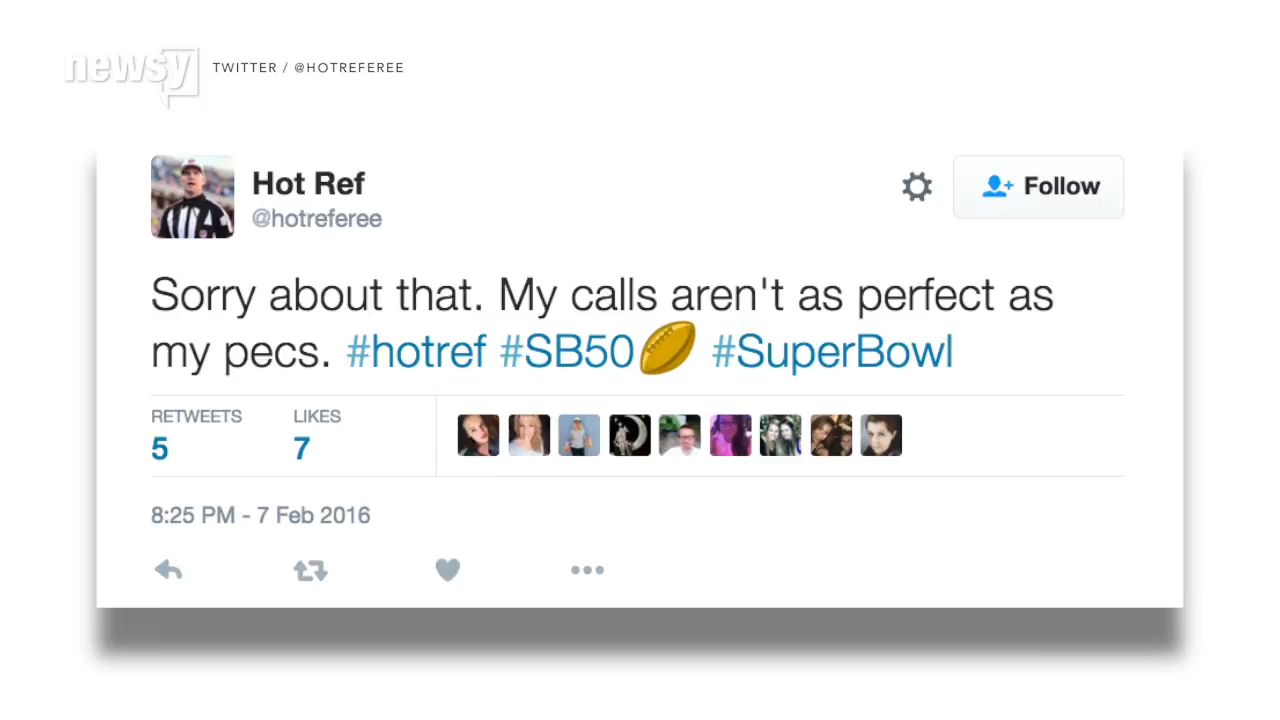 newsy TWITTER / @HOTREFEREE
Hot Ref
@hotreferee
Follow
Sorry about that. My calls aren't as perfect as
my pecs. #hotref #SB50🏈 #SuperBowl
RETWEETS LIKES
5 7
8:25 PM - 7 Feb 2016